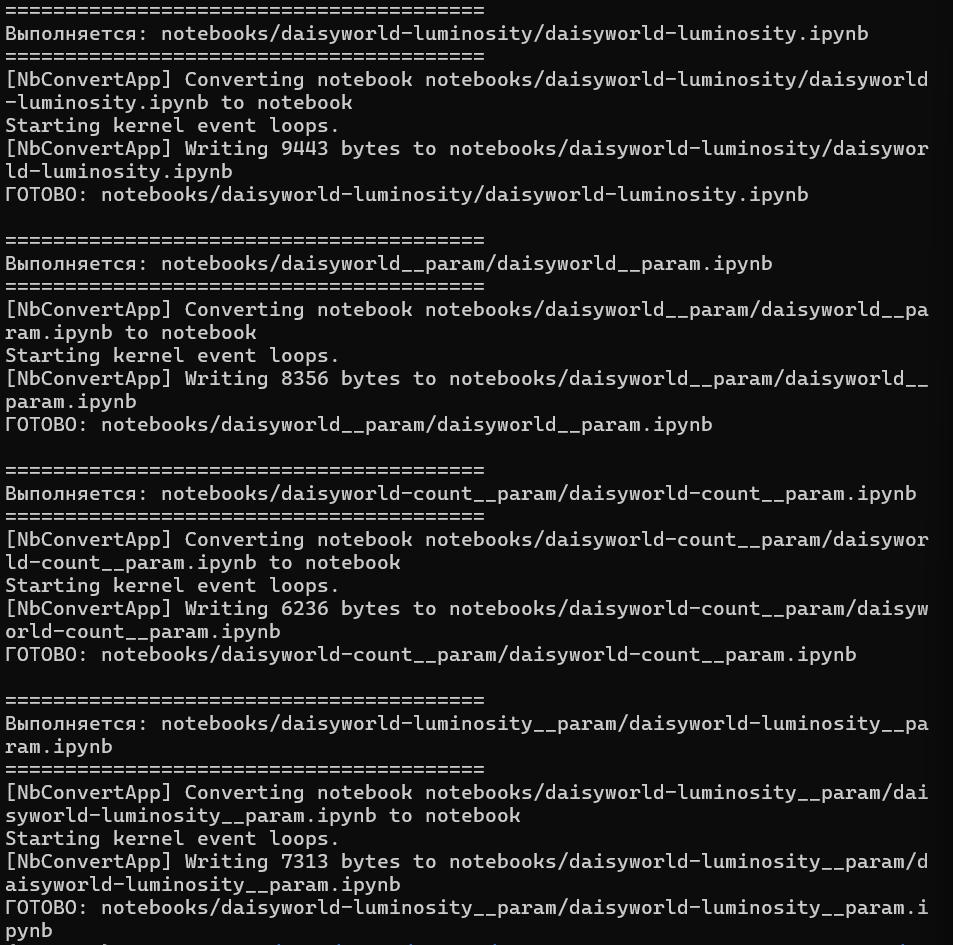 ========================================
Выполняется: notebooks/daisyworld-luminosity/daisyworld-luminosity.ipynb
========================================
[NbConvertApp] Converting notebook notebooks/daisyworld-luminosity/daisyworld
-luminosity.ipynb to notebook
Starting kernel event loops.
[NbConvertApp] Writing 9443 bytes to notebooks/daisyworld-luminosity/daisywor
ld-luminosity.ipynb
ГОТОВО: notebooks/daisyworld-luminosity/daisyworld-luminosity.ipynb

========================================
Выполняется: notebooks/daisyworld__param/daisyworld__param.ipynb
========================================
[NbConvertApp] Converting notebook notebooks/daisyworld__param/daisyworld__pa
ram.ipynb to notebook
Starting kernel event loops.
[NbConvertApp] Writing 8356 bytes to notebooks/daisyworld__param/daisyworld__
param.ipynb
ГОТОВО: notebooks/daisyworld__param/daisyworld__param.ipynb

========================================
Выполняется: notebooks/daisyworld-count__param/daisyworld-count__param.ipynb
========================================
[NbConvertApp] Converting notebook notebooks/daisyworld-count__param/daisywor
ld-count__param.ipynb to notebook
Starting kernel event loops.
[NbConvertApp] Writing 6236 bytes to notebooks/daisyworld-count__param/daisyw
orld-count__param.ipynb
ГОТОВО: notebooks/daisyworld-count__param/daisyworld-count__param.ipynb

========================================
Выполняется: notebooks/daisyworld-luminosity__param/daisyworld-luminosity__pa
ram.ipynb
========================================
[NbConvertApp] Converting notebook notebooks/daisyworld-luminosity__param/dai
syworld-luminosity__param.ipynb to notebook
Starting kernel event loops.
[NbConvertApp] Writing 7313 bytes to notebooks/daisyworld-luminosity__param/d
aisyworld-luminosity__param.ipynb
ГОТОВО: notebooks/daisyworld-luminosity__param/daisyworld-luminosity__param.i
pynb